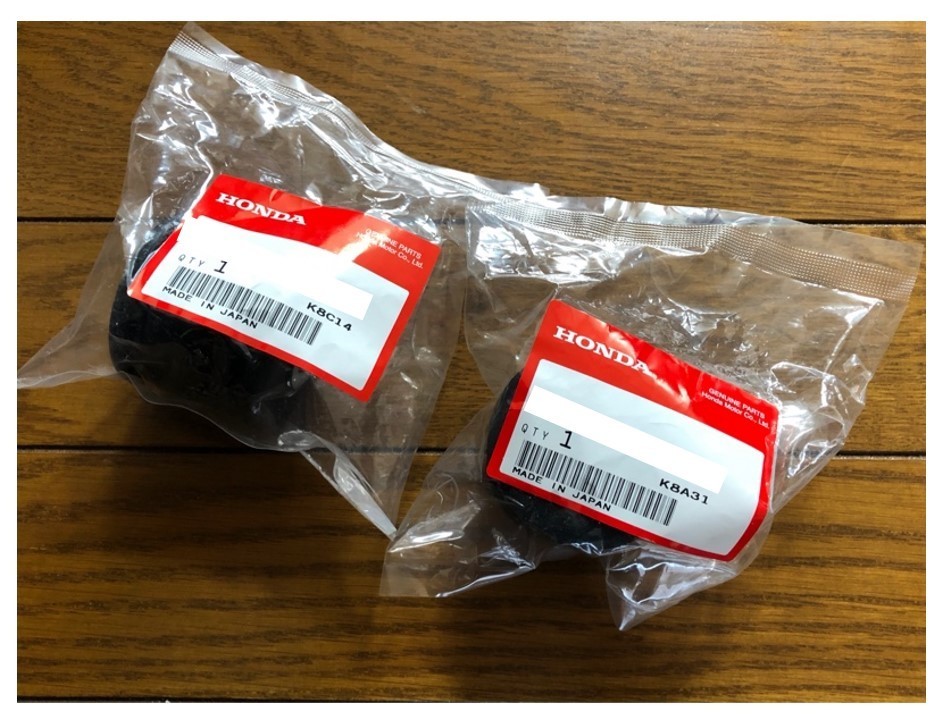 HONDA
GENUINE PARTS
Honda Motor Co., Ltd.
QTY 1
K8C14
MADE IN JAPAN
HONDA
GENUINE PARTS
Honda Motor Co., Ltd.
QTY 1
K8A31
MADE IN JAPAN